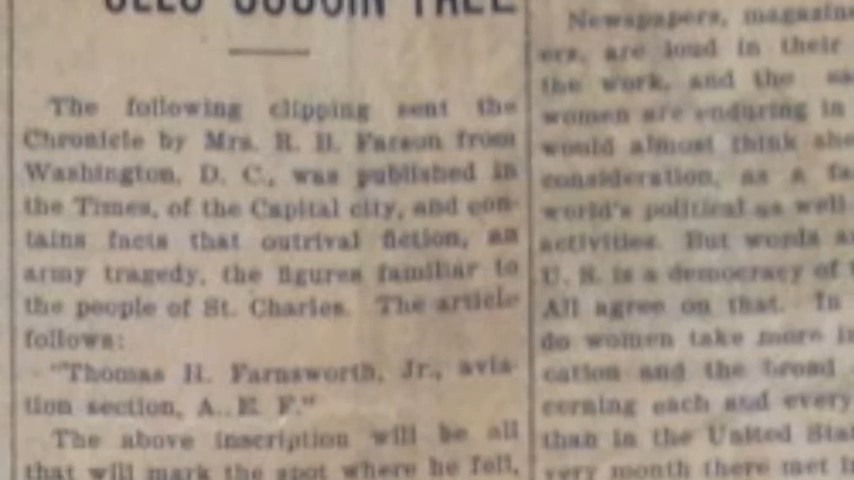 The following clipping sent the
Chronicle by Mrs. R. B. Farson from
Washington, D. C., was published in
the Times, of the Capital city, and con-
tains facts that outrival fiction, an
army tragedy, the figures familiar to
the people of St. Charles. The article
follows:
"Thomas H. Farnsworth, Jr., avia-
tion section, A. E. F."
The above inscription will be all
that will mark the spot where he fell,
Newspapers,
ers, are loud in their
the work, and the
women are enduring in
would almost think she
consideration, as a
world's political as well
activities. But words
U. S. is a democracy of
All agree on that. In
do women take more
cation and the broad
cerning each and every
than in the United
very month there met